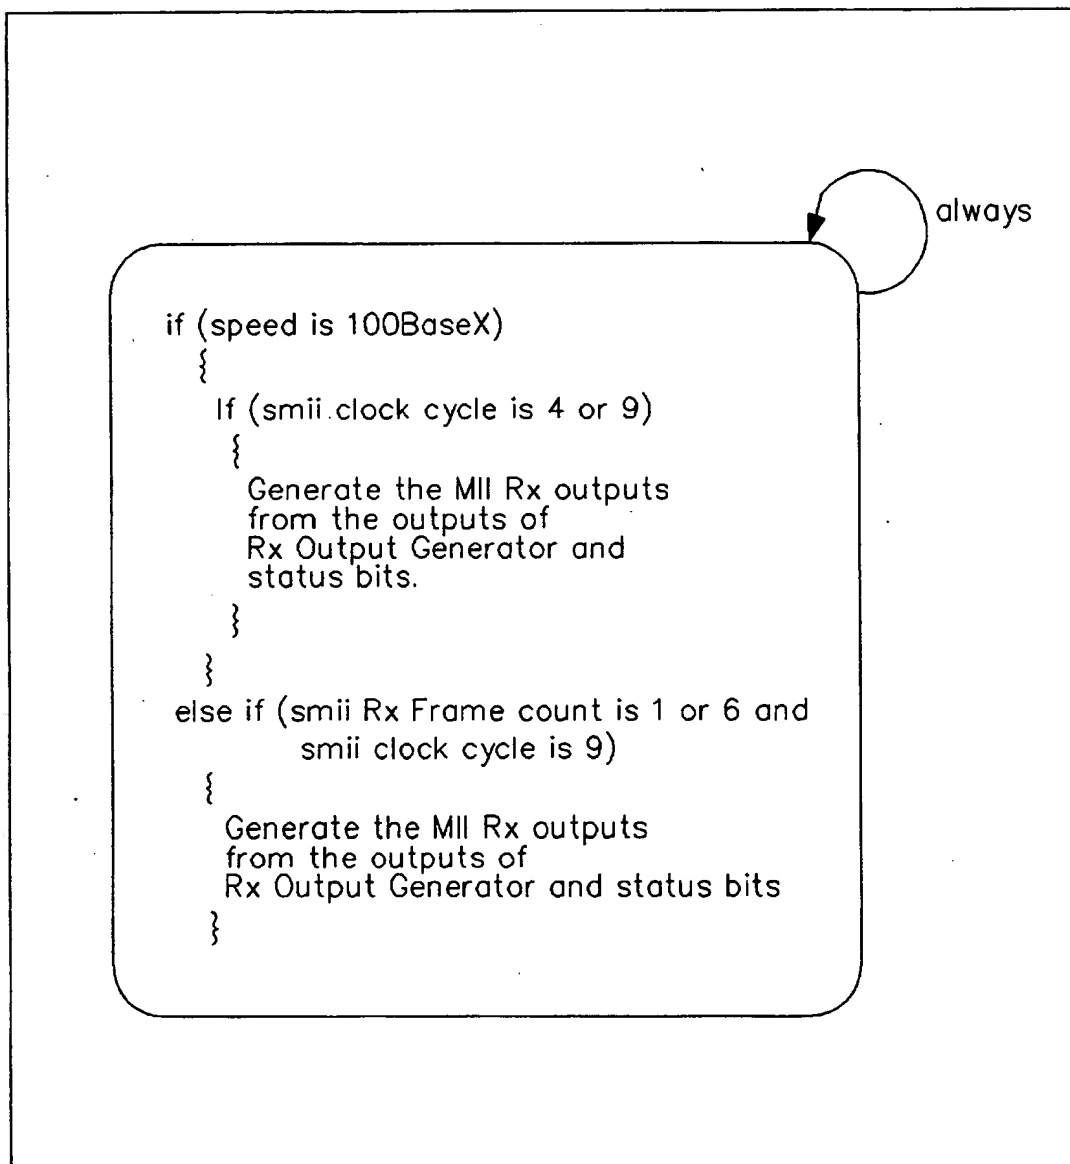 always
if (speed is 100BaseX)
{
If (smii clock cycle is 4 or 9)
{
Generate the MII Rx outputs
from the outputs of
Rx Output Generator and
status bits.
}
}
else if (smii Rx Frame count is 1 or 6 and
smii clock cycle is 9)
{
Generate the MII Rx outputs
from the outputs of
Rx Output Generator and status bits
}